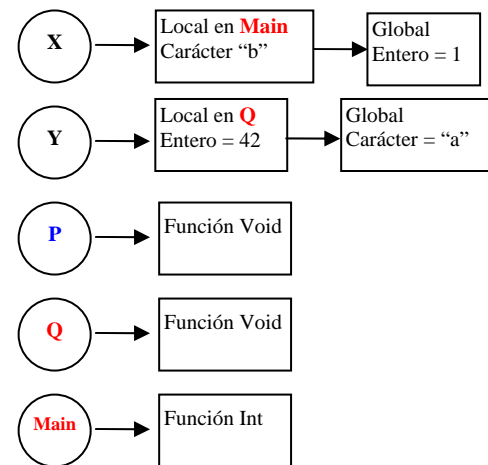 X
Local en Main
Carácter “b”
Global
Entero = 1
Y
Local en Q
Entero = 42
Global
Carácter = “a”
P
Función Void
Q
Función Void
Main
Función Int